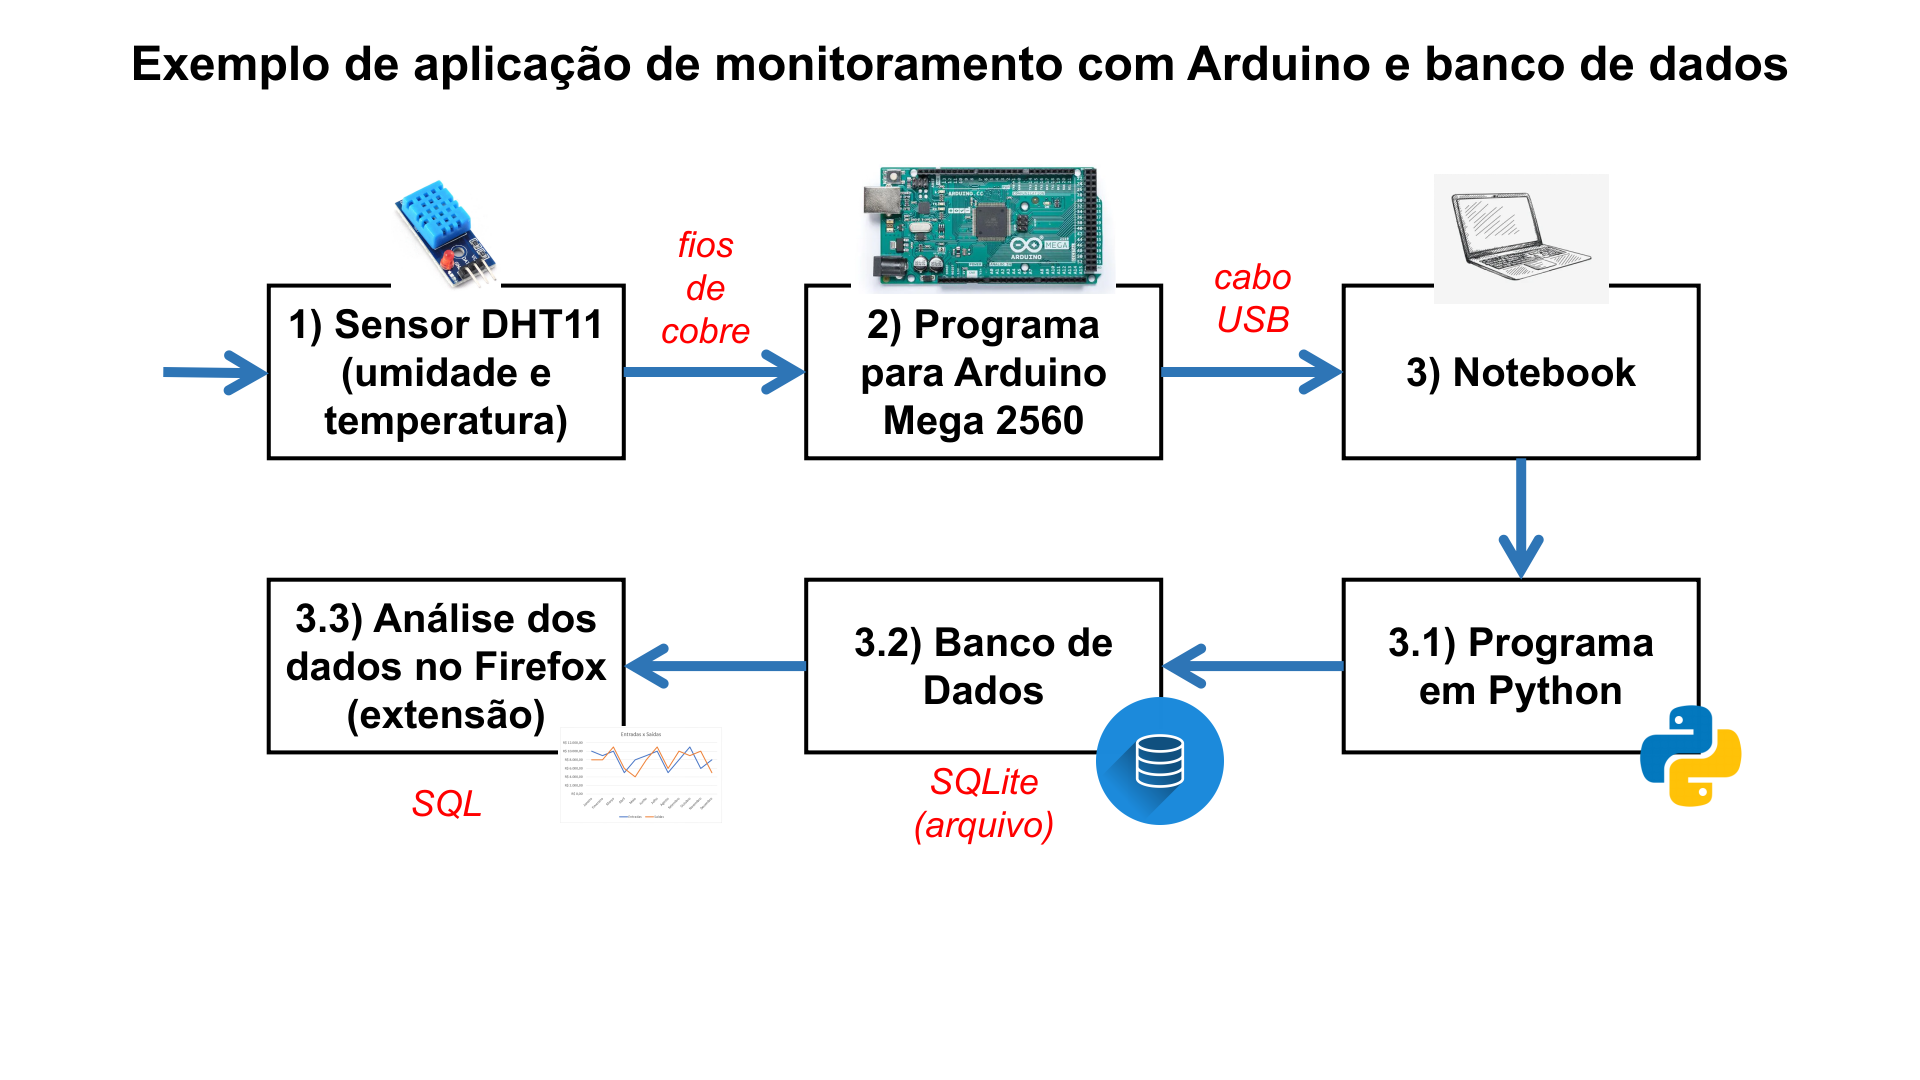 Exemplo de aplicação de monitoramento com Arduino e banco de dados
fios
de
cobre
cabo
USB
1) Sensor DHT11
(umidade e
temperatura)
2) Programa
para Arduino
Mega 2560
ARDUINO
MEGA
3) Notebook
3.3) Análise dos
dados no Firefox
(extensão)
3.2) Banco de
Dados
3.1) Programa
em Python
Entradas x Saídas
SQL
SQLite
(arquivo)